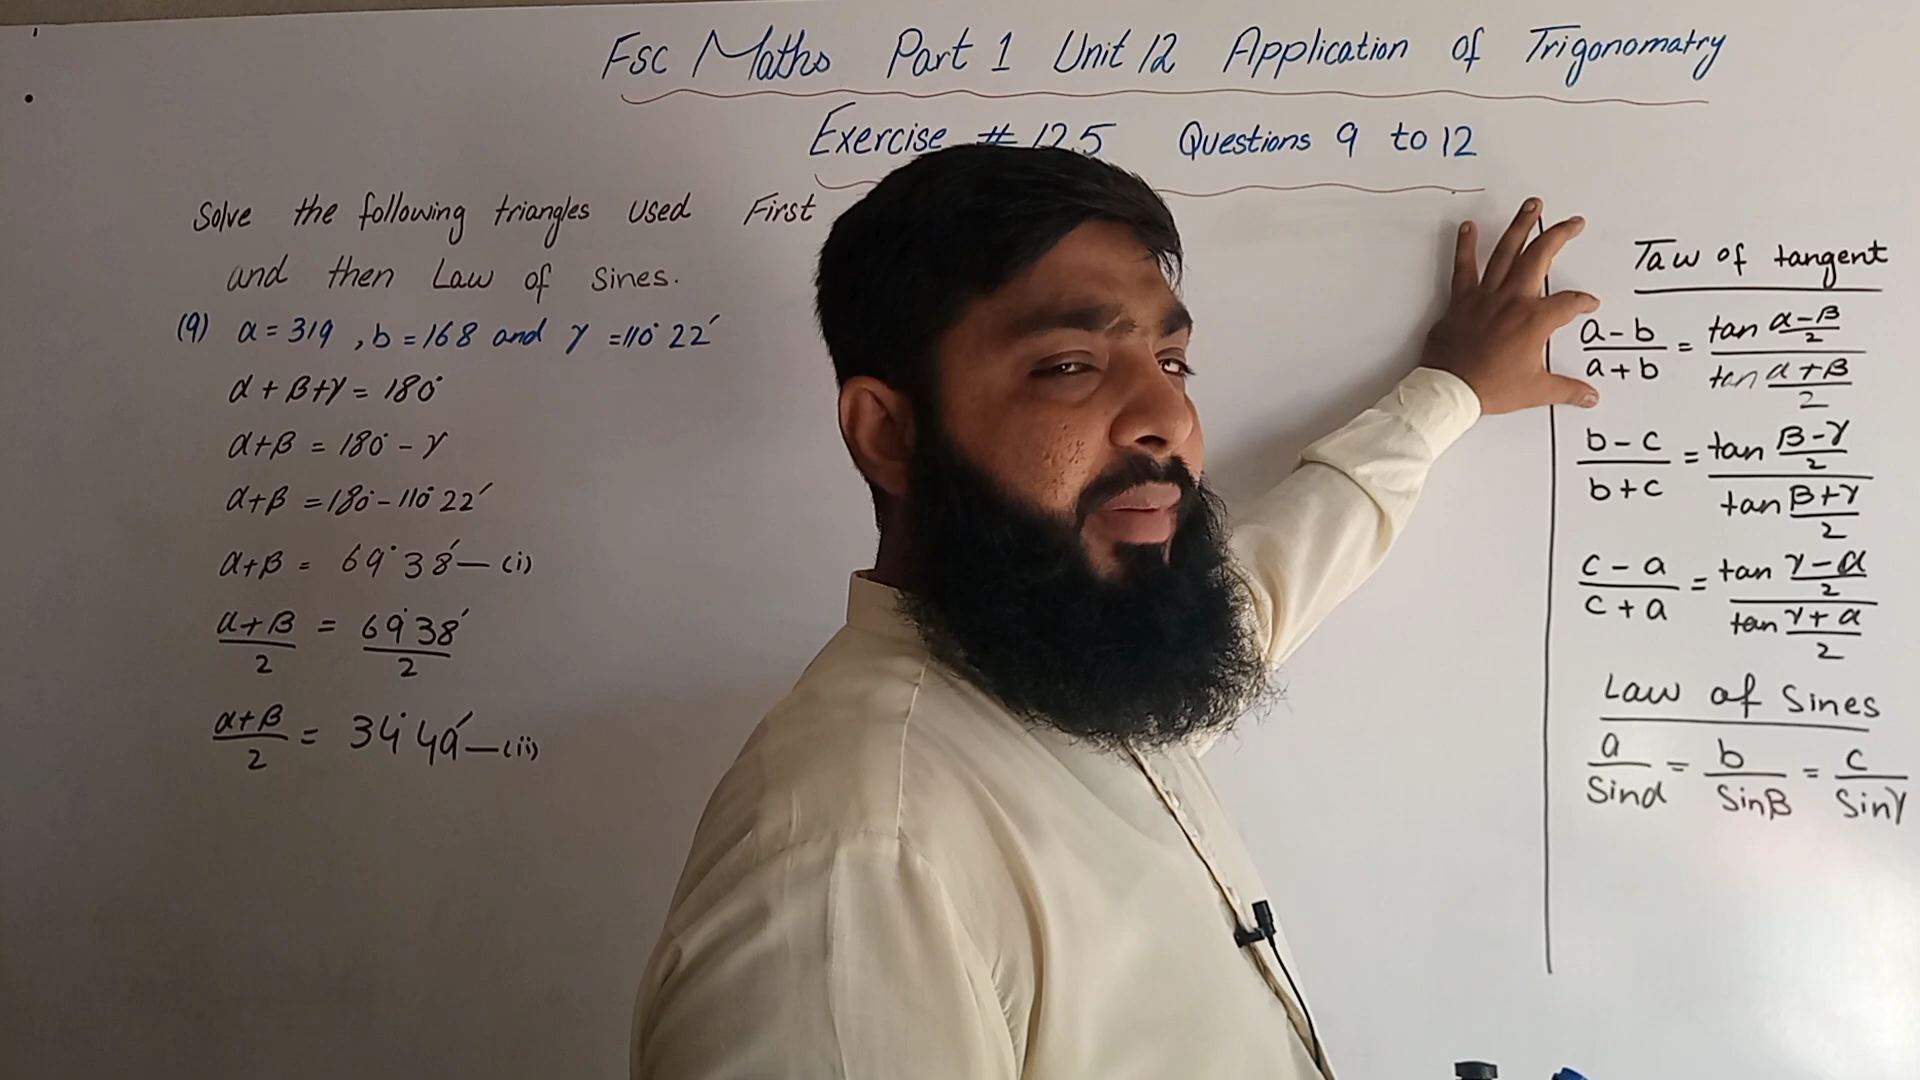 Fsc Maths Part 1 Unit 12 Application of Trigonomatry
Exercise # 12.5 Questions 9 to 12
Solve the following triangles used First
and then Law of Sines.
(9) a = 319 , b = 168 and γ = 110° 22′
α + β + γ = 180°
α + β = 180° - γ
α + β = 180° - 110° 22′
α + β = 69° 38′ — (i)
α+β/2 = 69° 38′/2
α+β/2 = 34° 49′ — (ii)
Law of tangent
a - b/a + b = tan α-β/2 / tan α+β/2
b - c/b + c = tan β-γ/2 / tan β+γ/2
c - a/c + a = tan γ-α/2 / tan γ+α/2
Law of Sines
a/Sinα = b/Sinβ = c/Sinγ